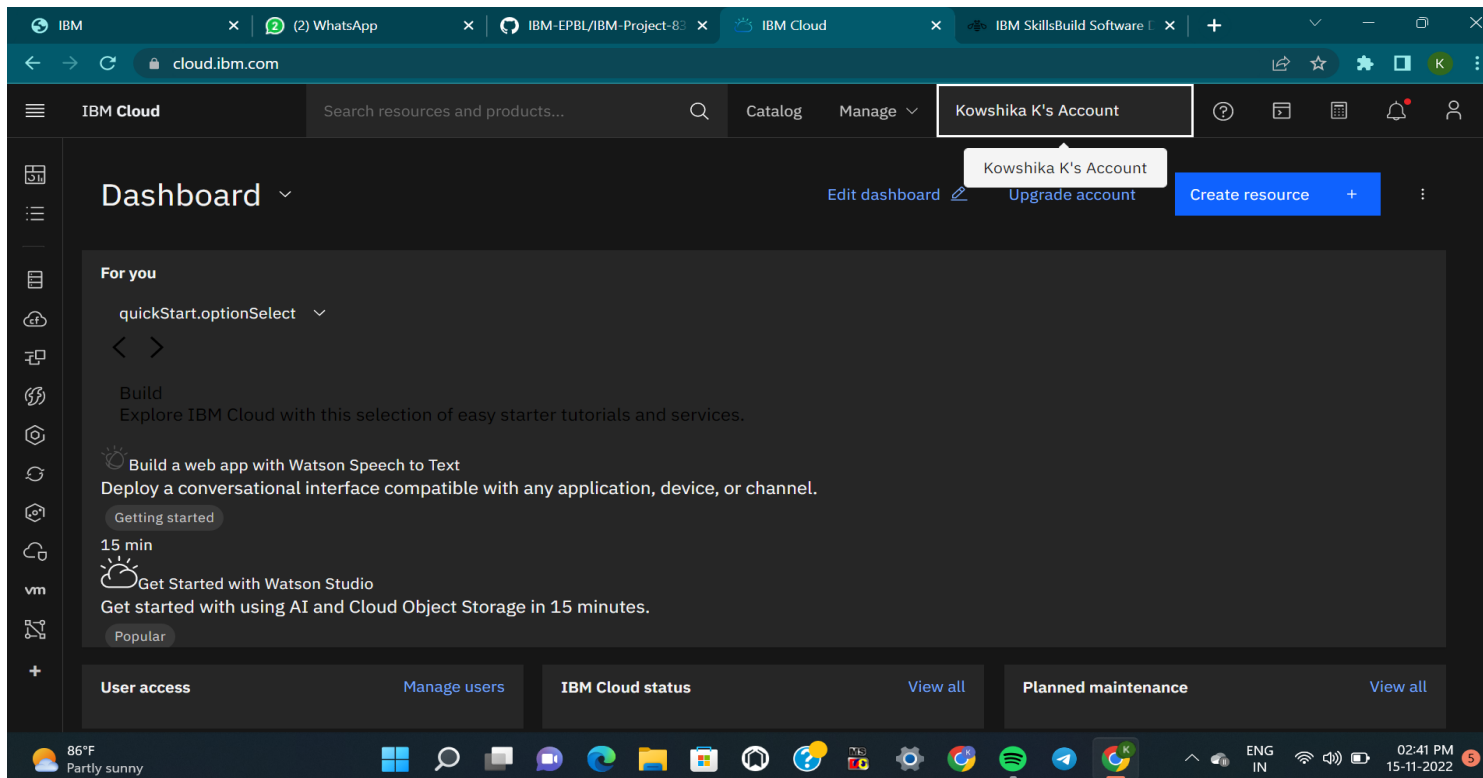 IBM
(2) WhatsApp
IBM-EPBL/IBM-Project-83
IBM Cloud
IBM SkillsBuild Software D
cloud.ibm.com
K
IBM Cloud
Search resources and products...
Catalog
Manage
Kowshika K's Account
Kowshika K's Account
Dashboard
Edit dashboard
Upgrade account
Create resource +
For you
quickStart.optionSelect
Build
Explore IBM Cloud with this selection of easy starter tutorials and services.
Build a web app with Watson Speech to Text
Deploy a conversational interface compatible with any application, device, or channel.
Getting started
15 min
Get Started with Watson Studio
Get started with using AI and Cloud Object Storage in 15 minutes.
Popular
cf
vm
User access
Manage users
IBM Cloud status
View all
Planned maintenance
View all
86°F
Partly sunny
ENG
IN
02:41 PM
15-11-2022
5